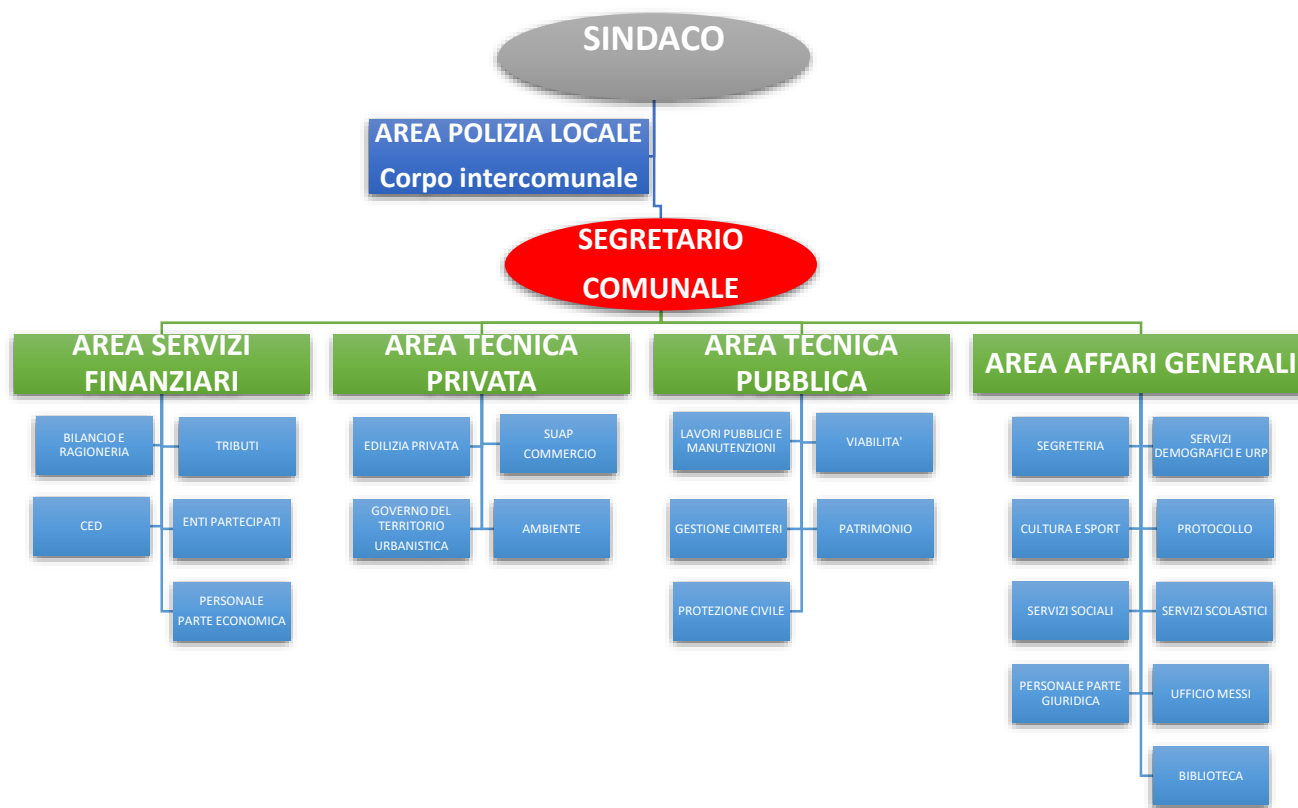 SINDACO
AREA POLIZIA LOCALE
Corpo intercomunale
SEGRETARIO
COMUNALE
AREA SERVIZI
FINANZIARI
BILANCIO E
RAGIONERIA
TRIBUTI
CED
ENTI PARTECIPATI
PERSONALE
PARTE ECONOMICA
AREA TECNICA
PRIVATA
EDILIZIA PRIVATA
SUAP
COMMERCIO
GOVERNO DEL
TERRITORIO
URBANISTICA
AMBIENTE
AREA TECNICA
PUBBLICA
LAVORI PUBBLICI E
MANUTENZIONI
VIABILITA'
GESTIONE CIMITERI
PATRIMONIO
PROTEZIONE CIVILE
AREA AFFARI GENERALI
SEGRETERIA
SERVIZI
DEMOGRAFICI E URP
CULTURA E SPORT
PROTOCOLLO
SERVIZI SOCIALI
SERVIZI SCOLASTICI
PERSONALE PARTE
GIURIDICA
UFFICIO MESSI
BIBLIOTECA